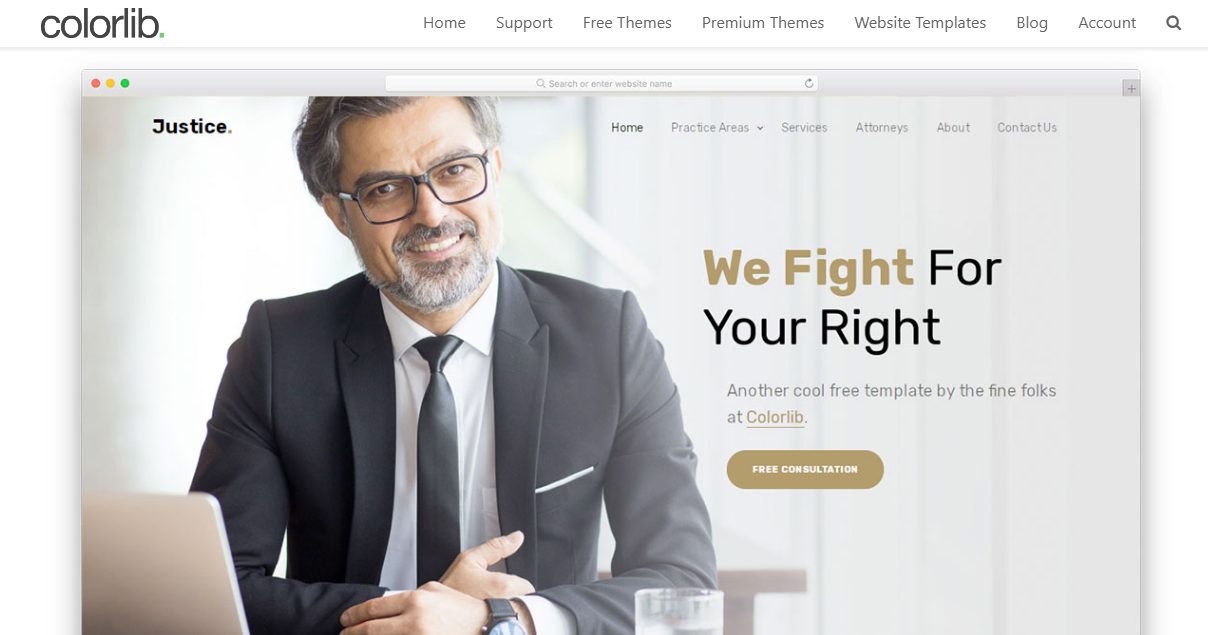 colorlib.
Home Support Free Themes Premium Themes Website Templates Blog Account
Search or enter website name
Justice.
Home Practice Areas Services Attorneys About Contact Us
We Fight For
Your Right
Another cool free template by the fine folks
at Colorlib.
FREE CONSULTATION